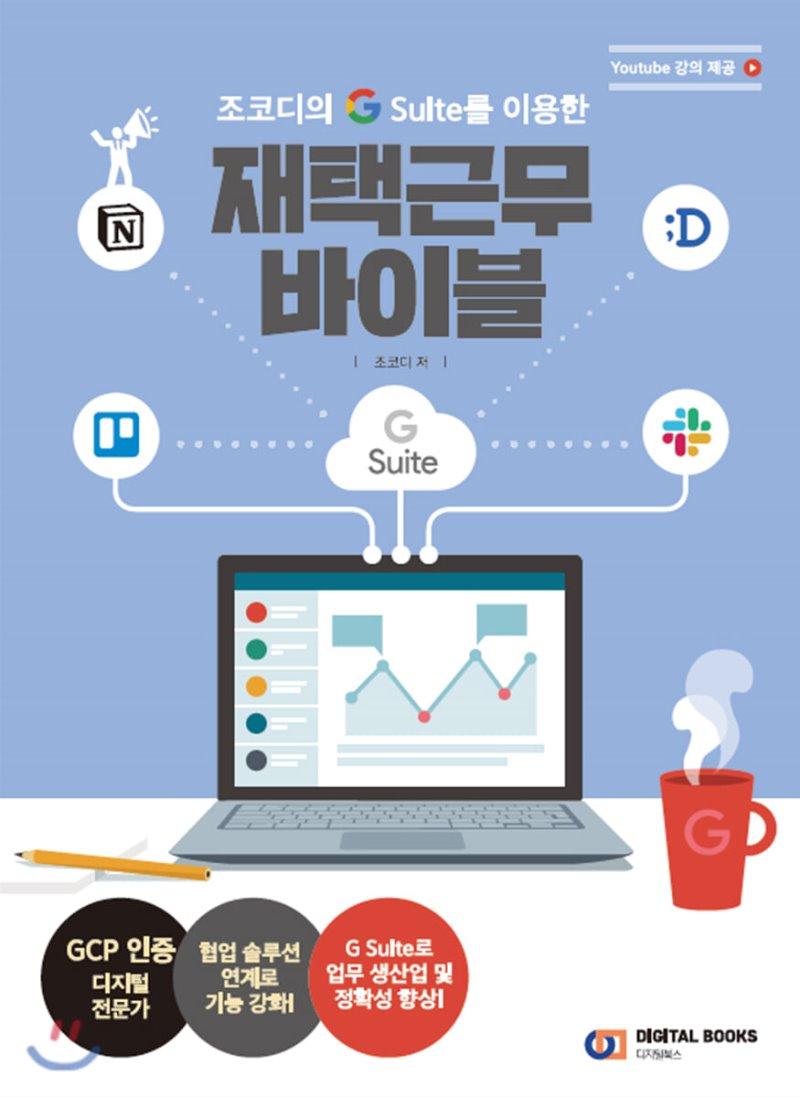 Youtube 강의 제공
조코디의 G Suite를 이용한
재택근무
바이블
조코디 저
N
;D
G
Suite
G
GCP 인증
디지털
전문가
협업 솔루션
연계로
기능 강화!
G Suite로
업무 생산업 및
정확성 향상!
DIGITAL BOOKS
디지털북스